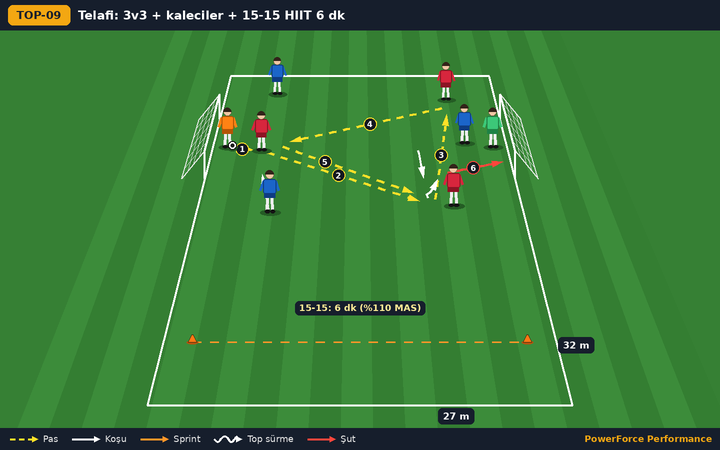 TOP-09 Telafi: 3v3 + kaleciler + 15-15 HIIT 6 dk
4
1
3
5
6
2
15-15: 6 dk (%110 MAS)
32 m
27 m
Pas Koşu Sprint Top sürme Şut PowerForce Performance